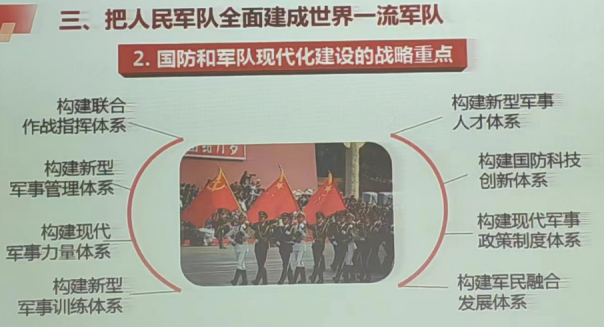 三、把人民军队全面建成世界一流军队
2. 国防和军队现代化建设的战略重点
构建联合
作战指挥体系
构建新型
军事管理体系
构建现代
军事力量体系
构建新型
军事训练体系
构建新型军事
人才体系
构建国防科技
创新体系
构建现代军事
政策制度体系
构建军民融合
发展体系